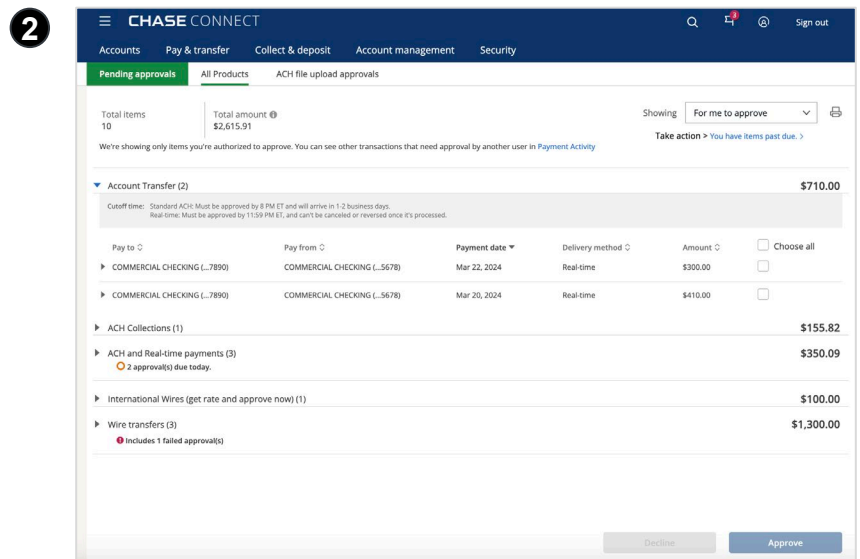 2
CHASE CONNECT
3
Sign out
Accounts Pay & transfer Collect & deposit Account management Security
Pending approvals All Products ACH file upload approvals
Total items Total amount Showing For me to approve
10 $2,615.91
Take action > You have items past due. >
We're showing only items you're authorized to approve. You can see other transactions that need approval by another user in Payment Activity
Account Transfer (2) $710.00
Cutoff time: Standard ACH: Must be approved by 8 PM ET and will arrive in 1-2 business days.
Real-time: Must be approved by 11:59 PM ET, and can't be canceled or reversed once it's processed.
Pay to Pay from Payment date Delivery method Amount Choose all
COMMERCIAL CHECKING (...7890) COMMERCIAL CHECKING (...5678) Mar 22, 2024 Real-time $300.00
COMMERCIAL CHECKING (...7890) COMMERCIAL CHECKING (...5678) Mar 20, 2024 Real-time $410.00
ACH Collections (1) $155.82
ACH and Real-time payments (3) $350.09
2 approval(s) due today.
International Wires (get rate and approve now) (1) $100.00
Wire transfers (3) $1,300.00
Includes 1 failed approval(s)
Decline Approve